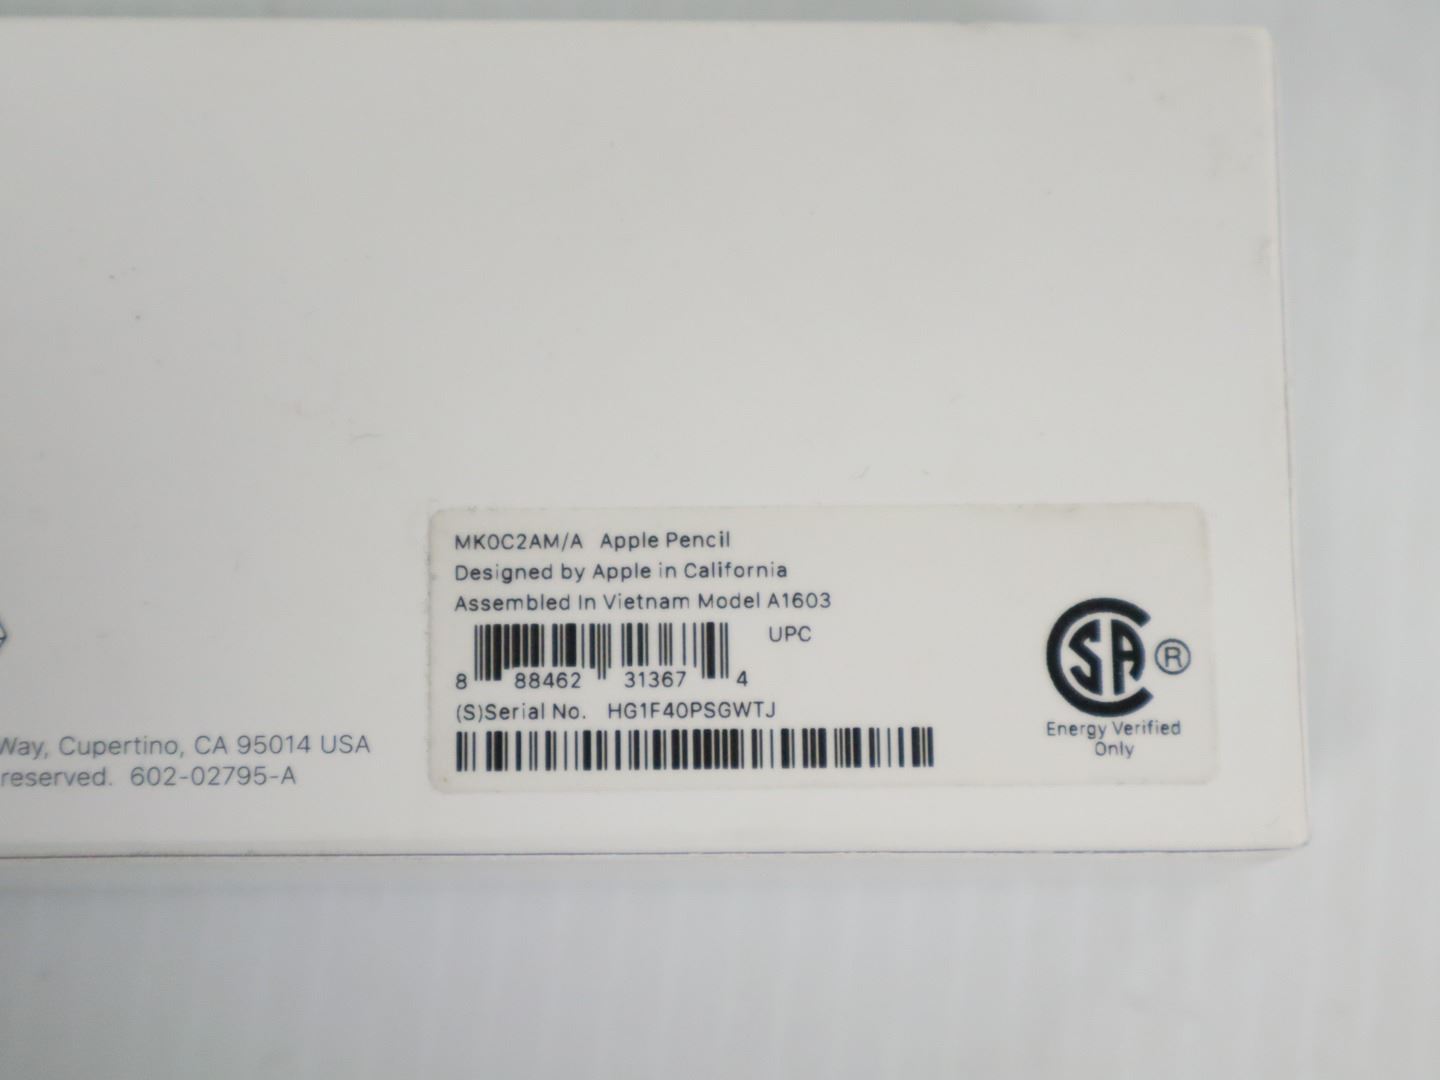 MK0C2AM/A Apple Pencil
Designed by Apple in California
Assembled In Vietnam Model A1603
UPC
8 88462 31367 4
(S)Serial No. HG1F40PSGWTJ
CSA ®
Energy Verified
Only
Way, Cupertino, CA 95014 USA
reserved. 602-02795-A